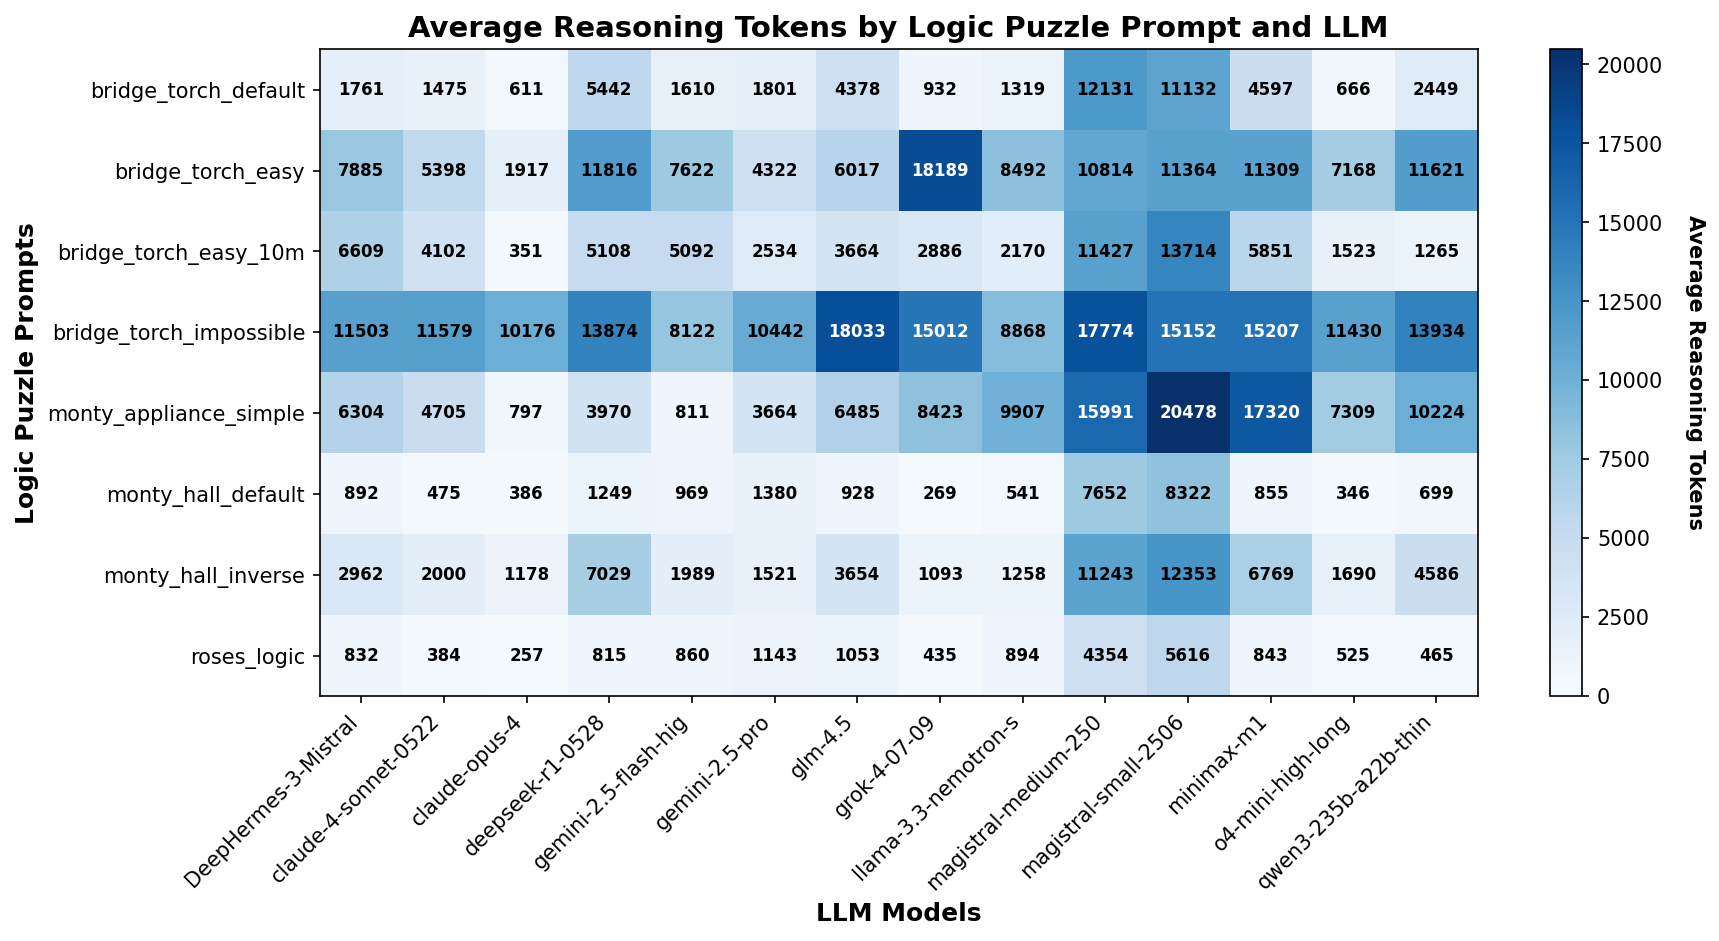 Average Reasoning Tokens by Logic Puzzle Prompt and LLM
Logic Puzzle Prompts
bridge_torch_default 1761 1475 611 5442 1610 1801 4378 932 1319 12131 11132 4597 666 2449
bridge_torch_easy 7885 5398 1917 11816 7622 4322 6017 18189 8492 10814 11364 11309 7168 11621
bridge_torch_easy_10m 6609 4102 351 5108 5092 2534 3664 2886 2170 11427 13714 5851 1523 1265
bridge_torch_impossible 11503 11579 10176 13874 8122 10442 18033 15012 8868 17774 15152 15207 11430 13934
monty_appliance_simple 6304 4705 797 3970 811 3664 6485 8423 9907 15991 20478 17320 7309 10224
monty_hall_default 892 475 386 1249 969 1380 928 269 541 7652 8322 855 346 699
monty_hall_inverse 2962 2000 1178 7029 1989 1521 3654 1093 1258 11243 12353 6769 1690 4586
roses_logic 832 384 257 815 860 1143 1053 435 894 4354 5616 843 525 465
DeepHermes-3-Mistral
claude-4-sonnet-0522
claude-opus-4
deepseek-r1-0528
gemini-2.5-flash-hig
gemini-2.5-pro
glm-4.5
grok-4-07-09
llama-3.3-nemotron-s
magistral-medium-250
magistral-small-2506
minimax-m1
o4-mini-high-long
qwen3-235b-a22b-thin
LLM Models
20000
17500
15000
12500
10000
7500
5000
2500
0
Average Reasoning Tokens